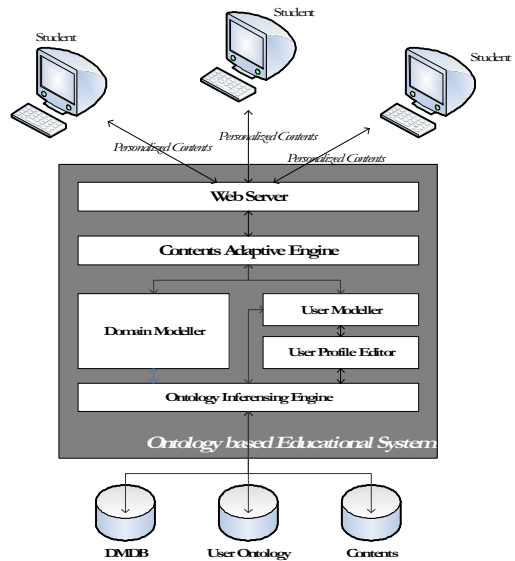 Student
Student
Student
Personalized Contents
Personalized Contents
Personalized Contents
Web Server
Contents Adaptive Engine
Domain Modeller
User Modeller
User Profile Editor
Ontology Inferensing Engine
Ontology based Educational System
DMDB
User Ontology
Contents